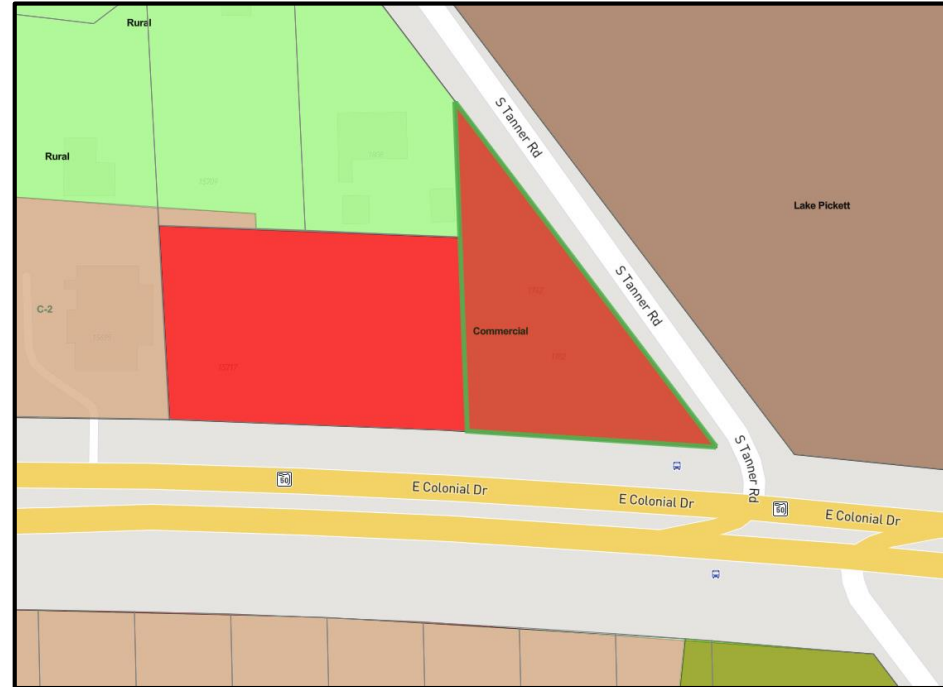 Rural
S Tanner Rd
Rural
Lake Pickett
S Tanner Rd
C-2
Commercial
S Tanner Rd
50
E Colonial Dr
E Colonial Dr
50
E Colonial Dr